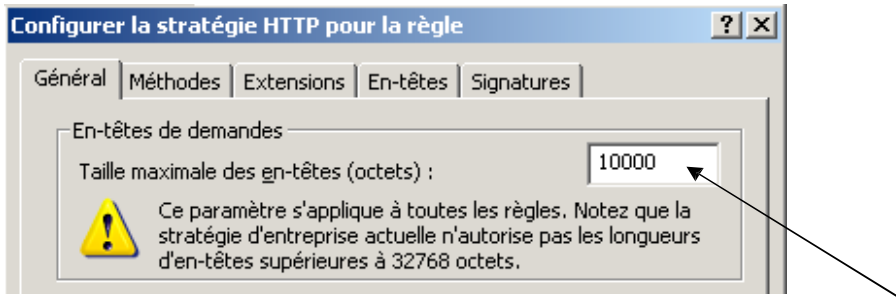 Configurer la stratégie HTTP pour la règle
Général Méthodes Extensions En-têtes Signatures
En-têtes de demandes
Taille maximale des en-têtes (octets) : 10000
Ce paramètre s'applique à toutes les règles. Notez que la
stratégie d'entreprise actuelle n'autorise pas les longueurs
d'en-têtes supérieures à 32768 octets.